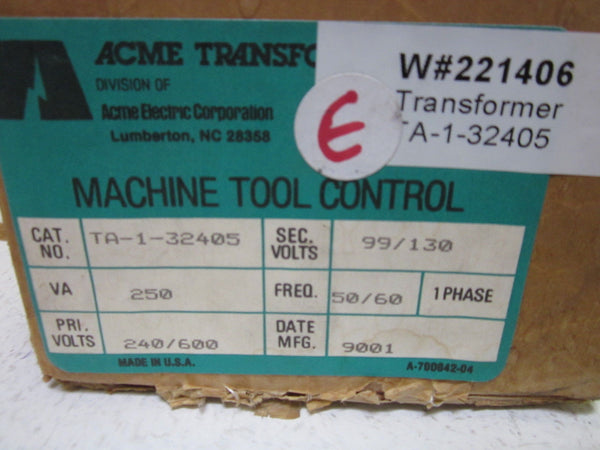 ACME TRANSFO
DIVISION OF
Acme Electric Corporation
Lumberton, NC 28358
W#221406
Transformer
TA-1-32405
E
MACHINE TOOL CONTROL
CAT. NO. TA-1-32405 SEC. VOLTS 99/130
VA 250 FREQ. 50/60 1 PHASE
PRI. VOLTS 240/600 DATE MFG. 9001
MADE IN U.S.A. A-700842-04